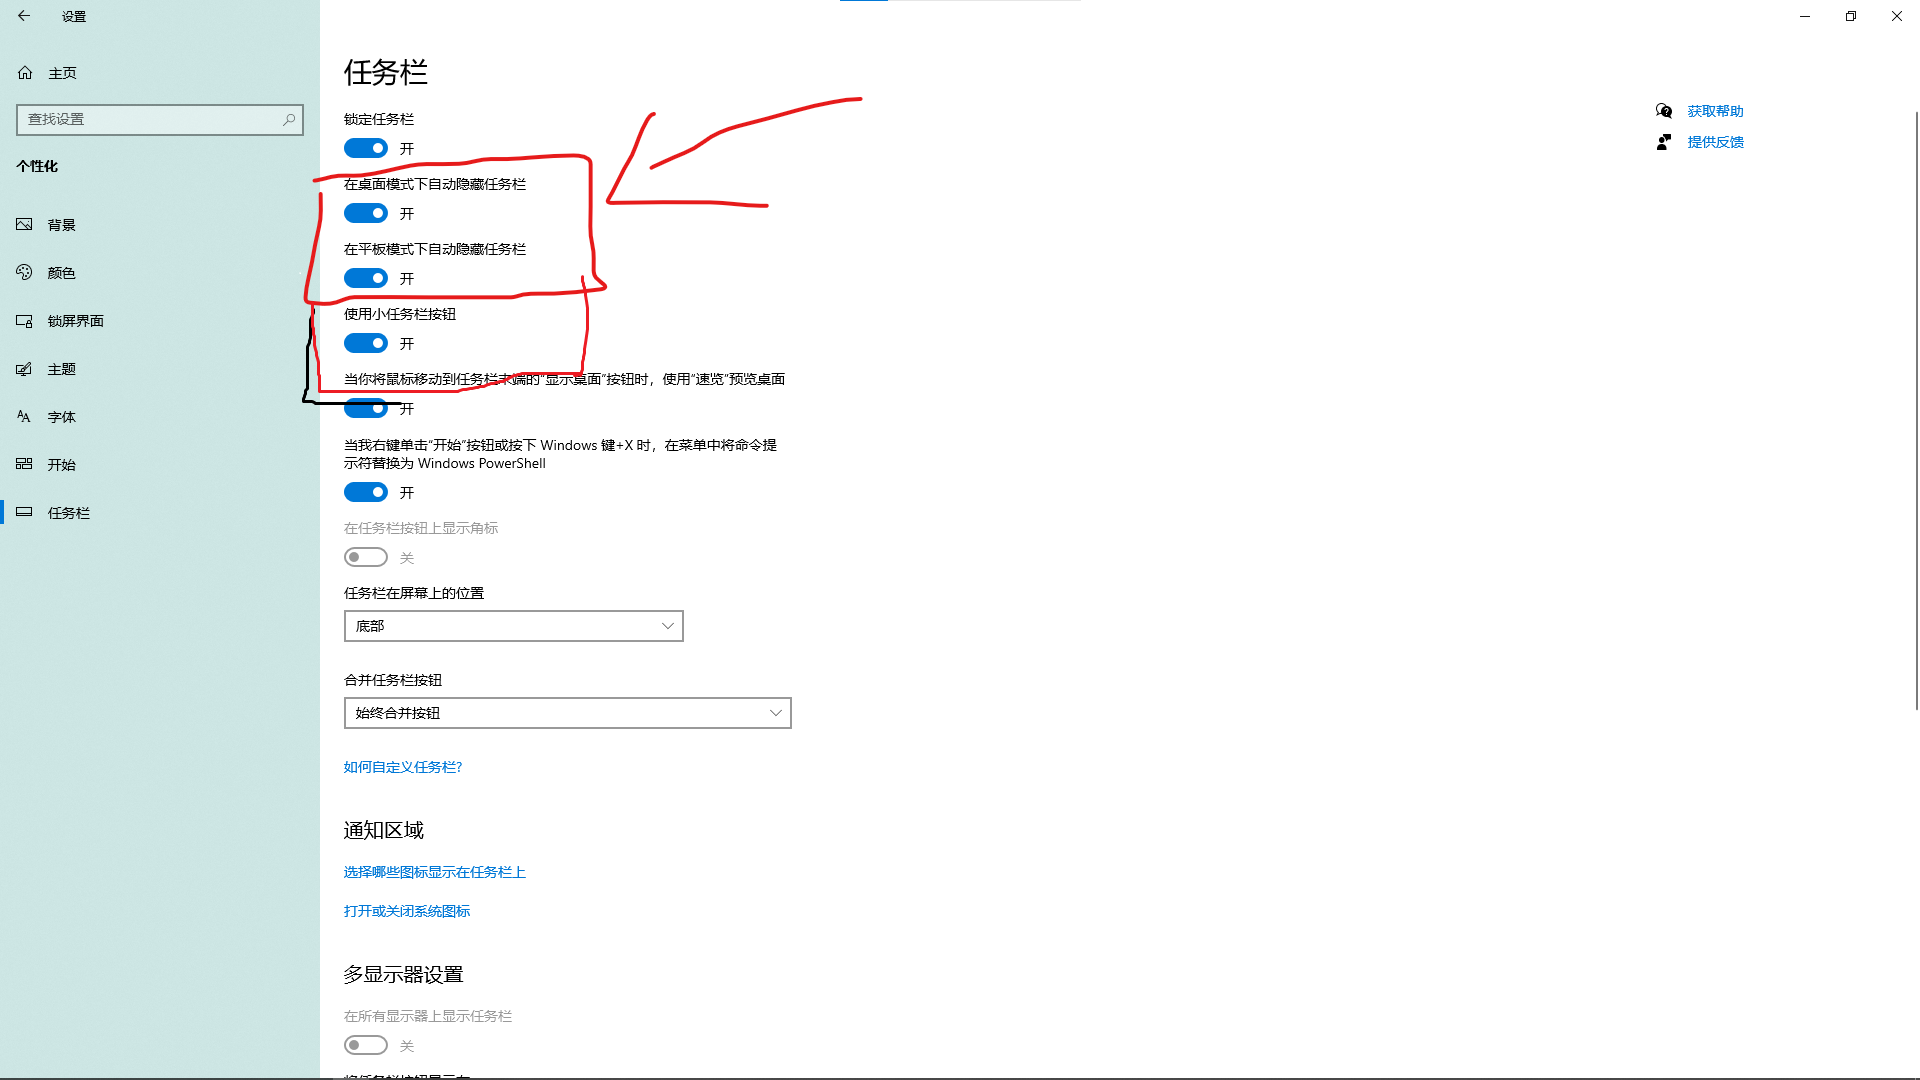 设置
主页
查找设置
个性化
背景
颜色
锁屏界面
主题
字体
开始
任务栏
任务栏
锁定任务栏
开
在桌面模式下自动隐藏任务栏
开
在平板模式下自动隐藏任务栏
开
使用小任务栏按钮
开
当你将鼠标移动到任务栏末端的"显示桌面"按钮时，使用"速览"预览桌面
开
当我右键单击"开始"按钮或按下 Windows 键+X 时，在菜单中将命令提
示符替换为 Windows PowerShell
开
在任务栏按钮上显示角标
关
任务栏在屏幕上的位置
底部
合并任务栏按钮
始终合并按钮
如何自定义任务栏?
通知区域
选择哪些图标显示在任务栏上
打开或关闭系统图标
多显示器设置
在所有显示器上显示任务栏
关
获取帮助
提供反馈